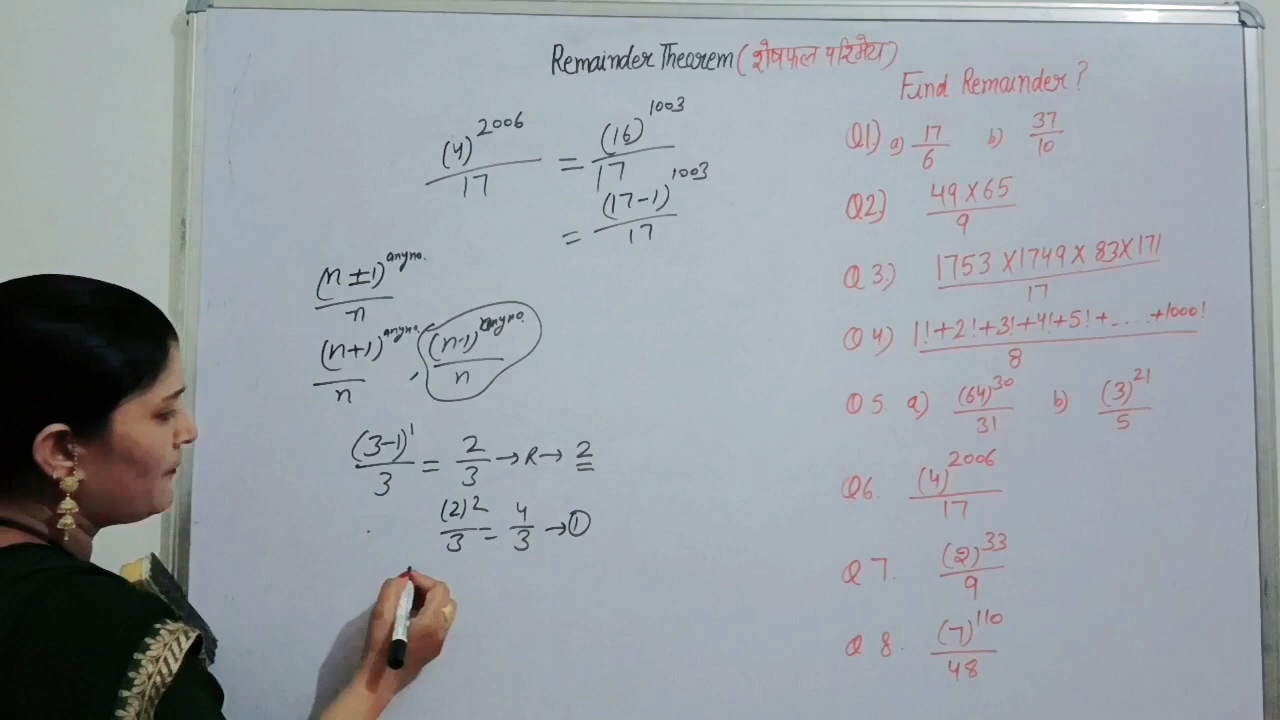 Remainder Thearem (शेषफल परिमेय)
(4)^2006/17 = (16)^1003/17
= (17-1)^1003/17
(n±1)^anyno./n
(n+1)^anyno./n , (n-1)^anyno./n
(3-1)^1/3 = 2/3 → R → 2
(2)^2/3 = 4/3 → ①
Find Remainder?
Q1) a) 17/6 b) 37/10
Q2) 49×65/9
Q3.) 1753×1749×83×171/17
Q4) 1!+2!+3!+4!+5!+....+1000!/8
Q5. a) (64)^30/31 b) (3)^21/5
Q6. (4)^2006/17
Q7. (2)^33/9
Q8. (7)^110/48